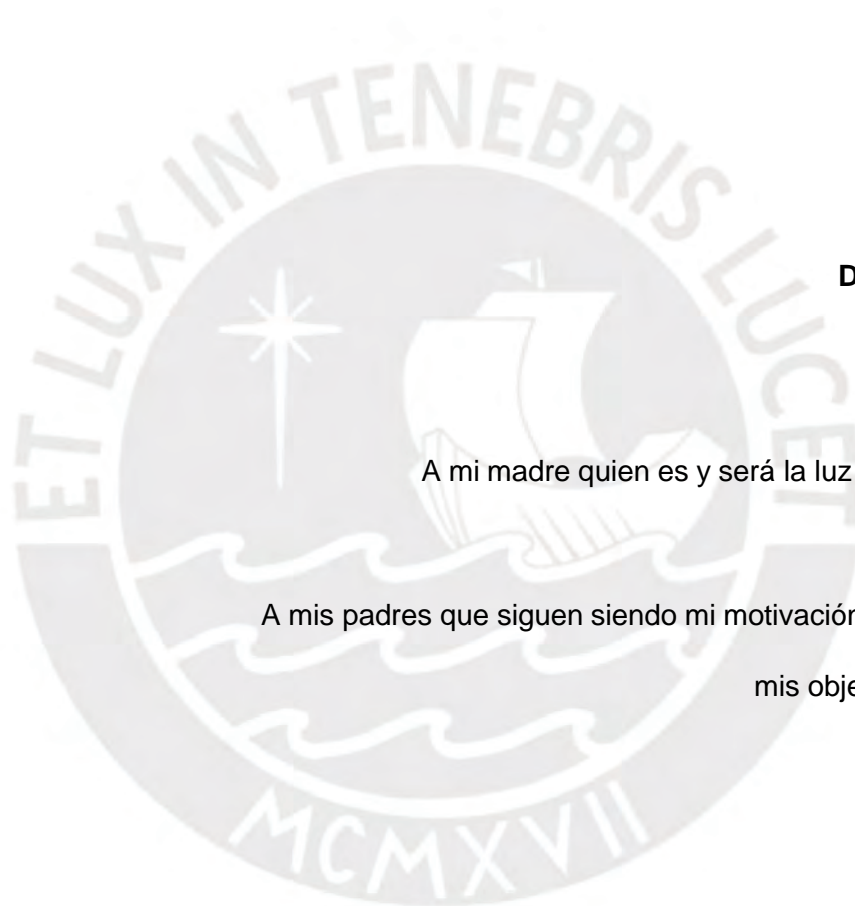 ET LUX IN TENEBRIS LUCET
D
A mi madre quien es y será la luz
A mis padres que siguen siendo mi motivación
mis obje
MCMXVII